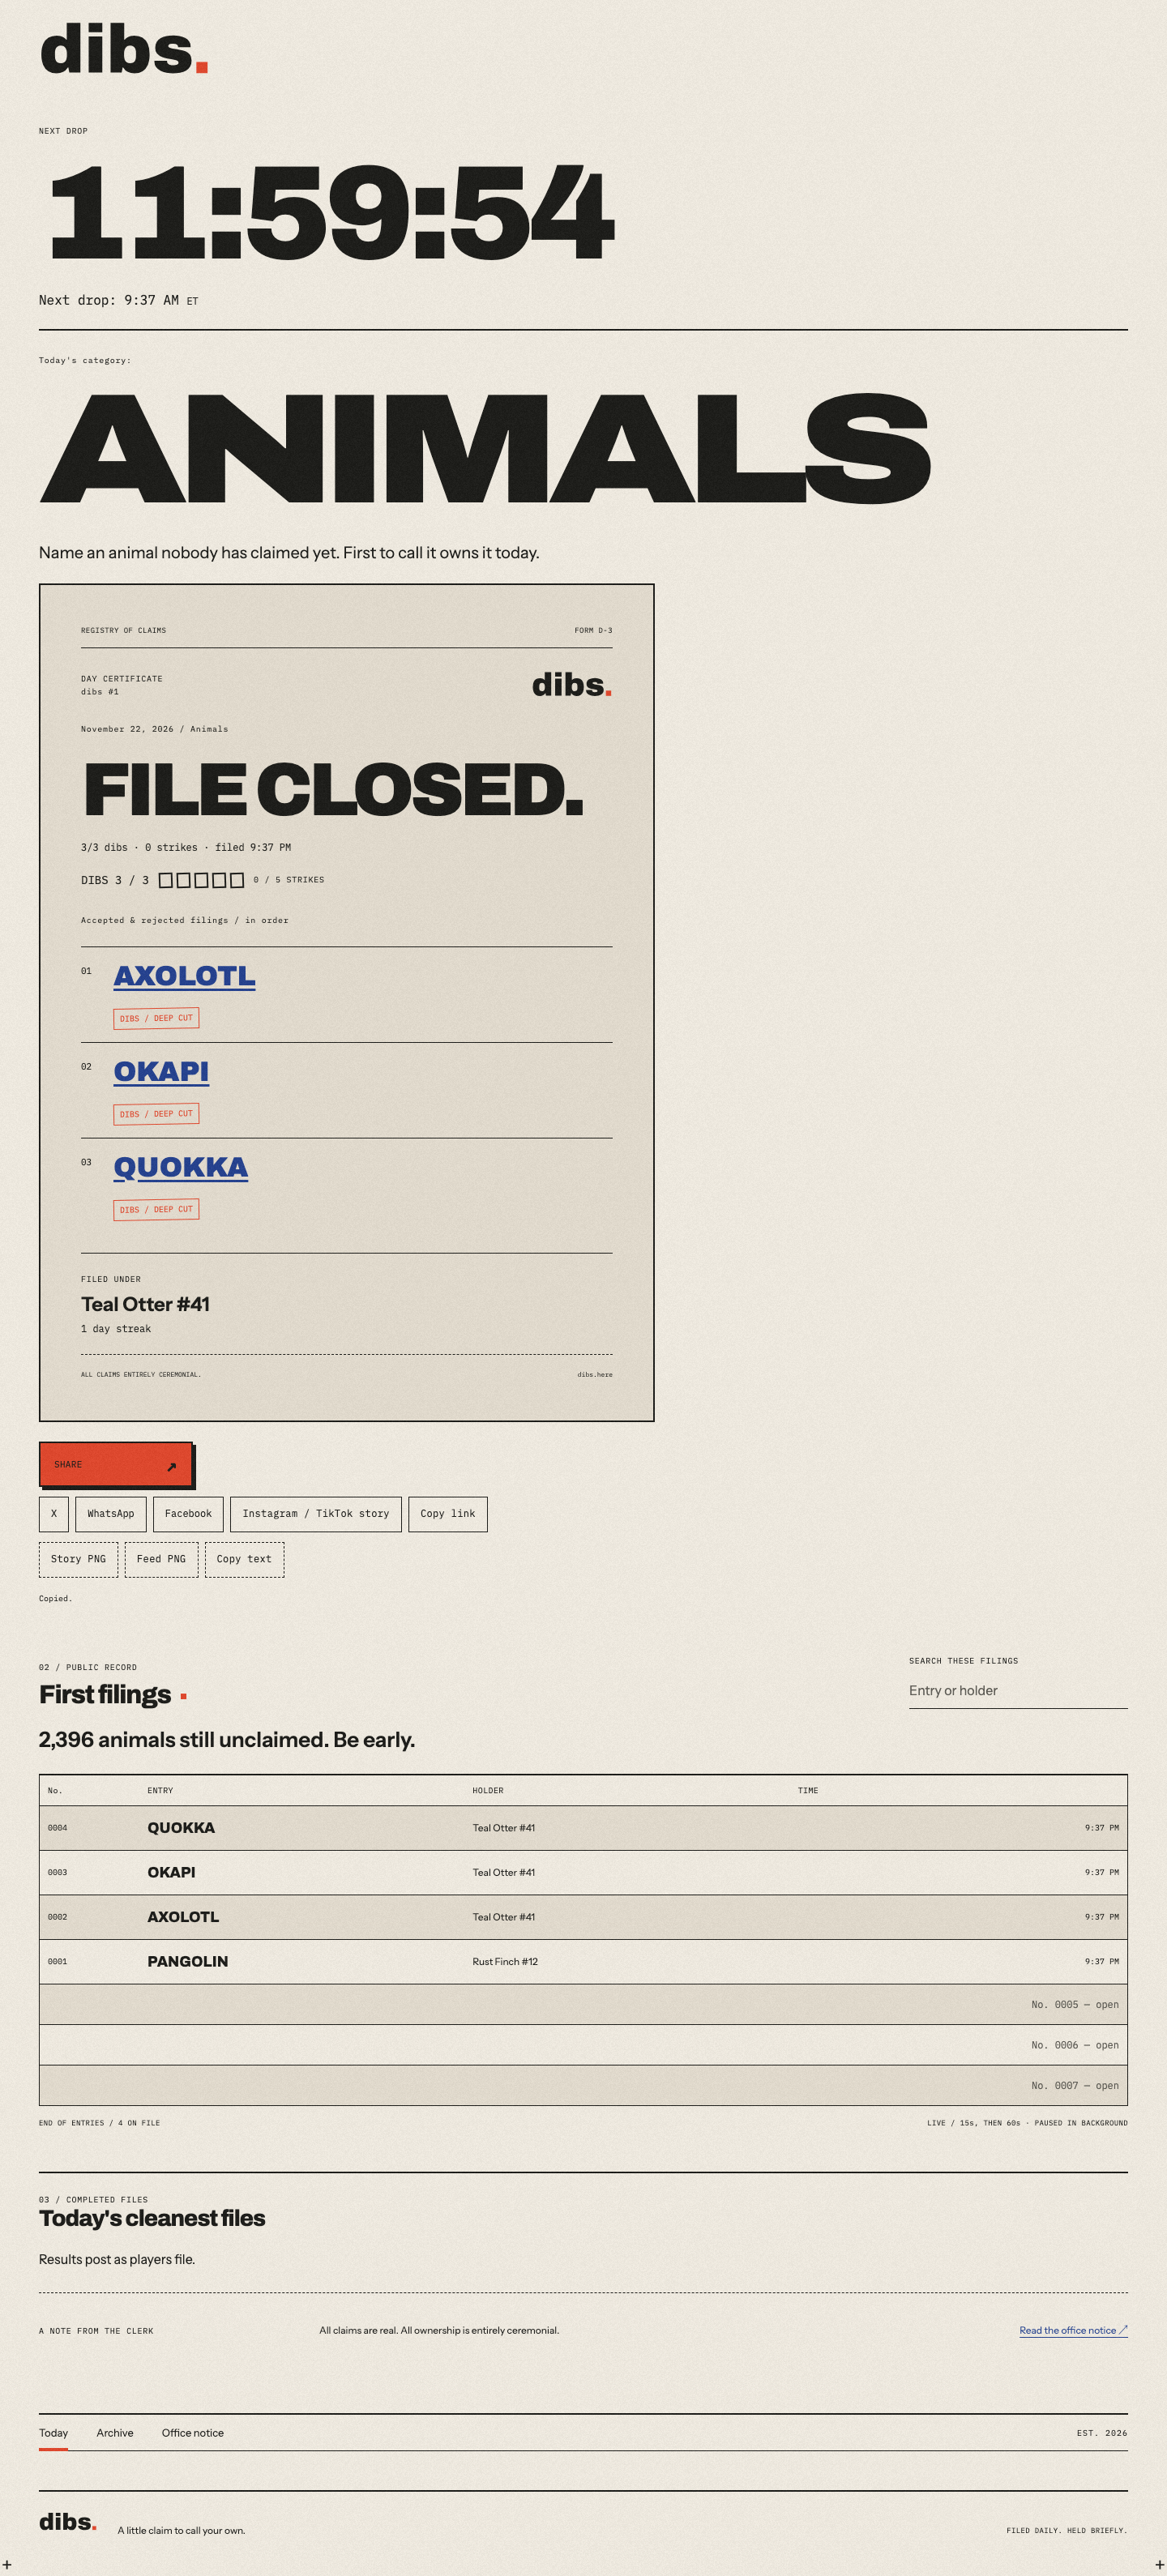 dibs.
NEXT DROP
11:59:54
Next drop: 9:37 AM ET
Today's category:
ANIMALS
Name an animal nobody has claimed yet. First to call it owns it today.
REGISTRY OF CLAIMS
FORM D-3
DAY CERTIFICATE
dibs #1
dibs.
November 22, 2026 / Animals
FILE CLOSED.
3/3 dibs · 0 strikes · filed 9:37 PM
DIBS 3 / 3
0 / 5 STRIKES
Accepted & rejected filings / in order
01 AXOLOTL
DIBS / DEEP CUT
02 OKAPI
DIBS / DEEP CUT
03 QUOKKA
DIBS / DEEP CUT
FILED UNDER
Teal Otter #41
1 day streak
ALL CLAIMS ENTIRELY CEREMONIAL.
dibs.here
SHARE ↗
X
WhatsApp
Facebook
Instagram / TikTok story
Copy link
Story PNG
Feed PNG
Copy text
Copied.
02 / PUBLIC RECORD
First filings
SEARCH THESE FILINGS
Entry or holder
2,396 animals still unclaimed. Be early.
No. ENTRY HOLDER TIME
0004 QUOKKA Teal Otter #41 9:37 PM
0003 OKAPI Teal Otter #41 9:37 PM
0002 AXOLOTL Teal Otter #41 9:37 PM
0001 PANGOLIN Rust Finch #12 9:37 PM
No. 0005 — open
No. 0006 — open
No. 0007 — open
END OF ENTRIES / 4 ON FILE
LIVE / 15s, THEN 60s · PAUSED IN BACKGROUND
03 / COMPLETED FILES
Today's cleanest files
Results post as players file.
A NOTE FROM THE CLERK
All claims are real. All ownership is entirely ceremonial.
Read the office notice ↗
Today
Archive
Office notice
EST. 2026
dibs.
A little claim to call your own.
FILED DAILY. HELD BRIEFLY.
+ +